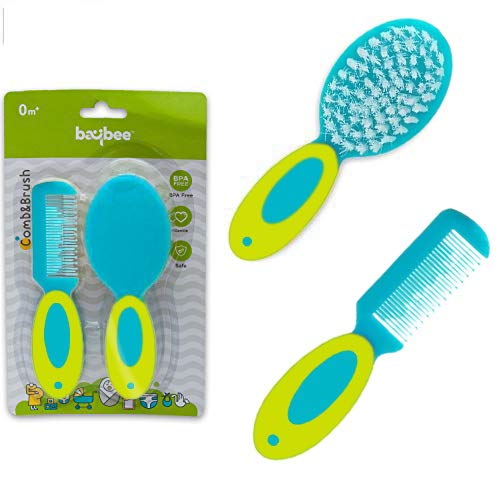 0m+
baybee
Comb&Brush
BPA
FREE
BPA Free
Gentle
Safe